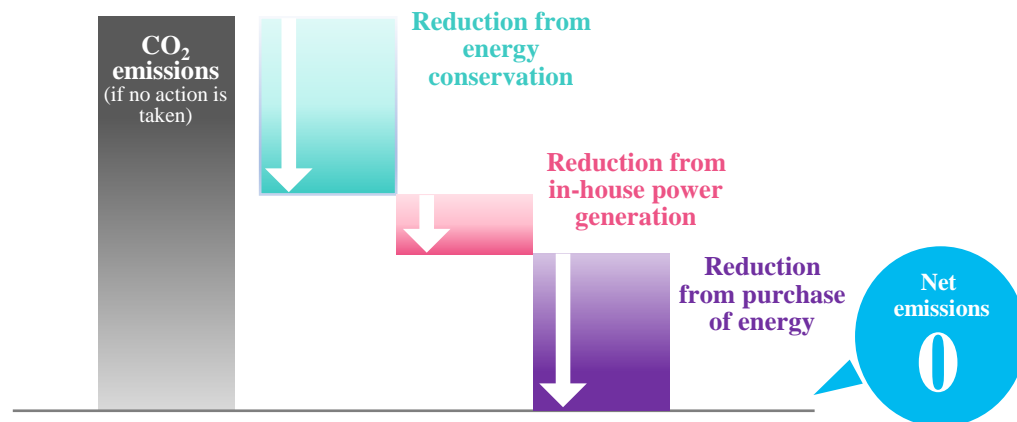 CO₂
emissions
(if no action is
taken)
Reduction from
energy
conservation
Reduction from
in-house power
generation
Reduction
from purchase
of energy
Net
emissions
0